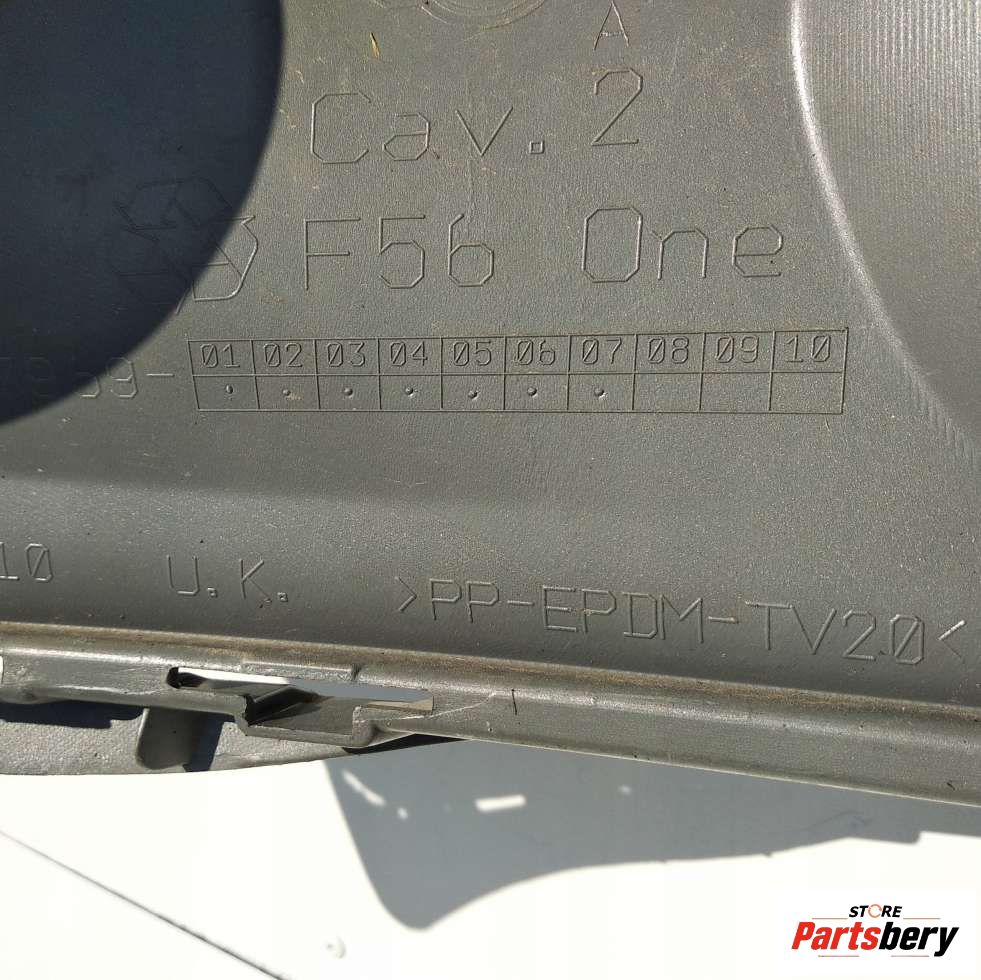 A
Cav. 2
F56 One
01 02 03 04 05 06 07 08 09 10
10 U.K. >PP-EPDM-TV20<
STORE
Partsbery